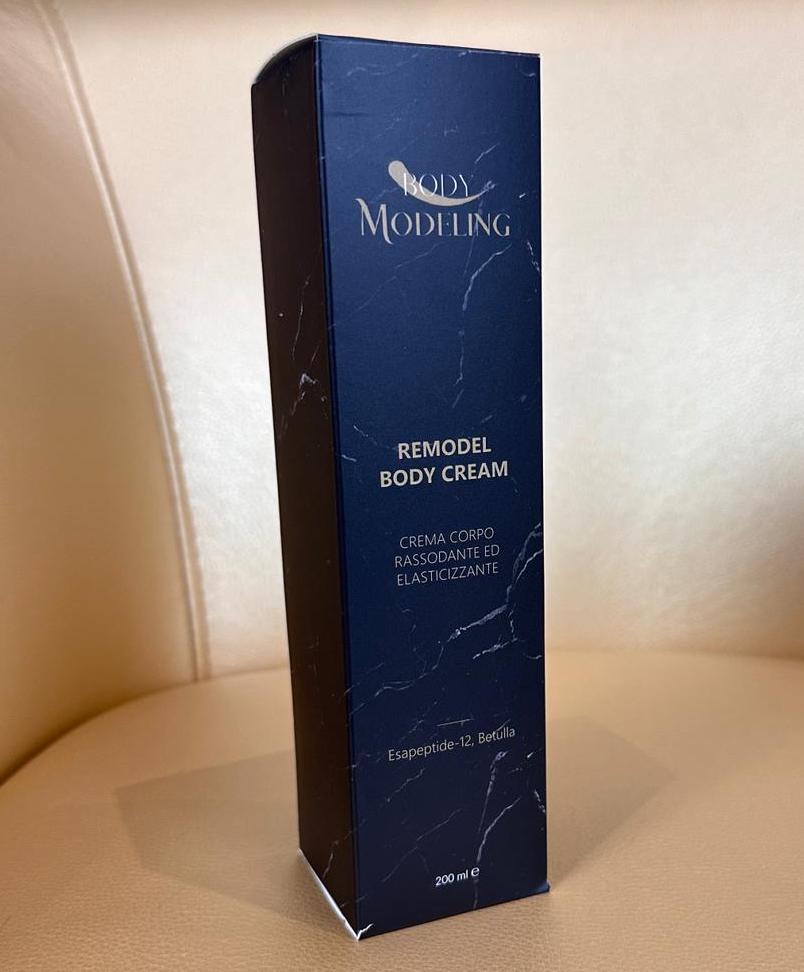 BODY
MODELING
REMODEL
BODY CREAM
CREMA CORPO
RASSODANTE ED
ELASTICIZZANTE
Esapeptide-12, Betulla
200 ml ℮